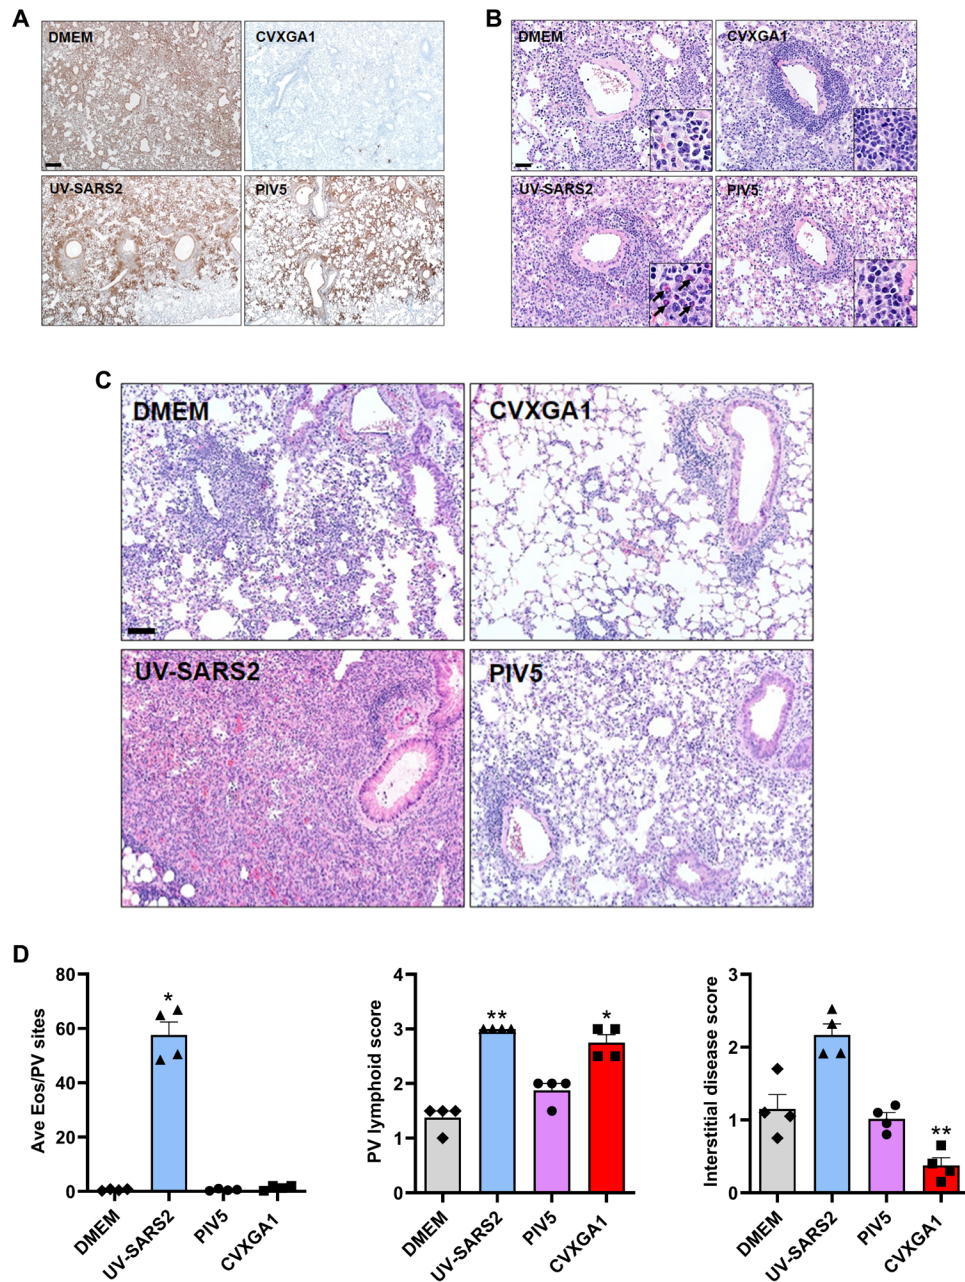 A
DMEM
CVXGA1
UV-SARS2
PIV5
B
DMEM
CVXGA1
UV-SARS2
PIV5
C
DMEM
CVXGA1
UV-SARS2
PIV5
D
Ave Eos/PV sites
80
60
40
20
0
*
DMEM
UV-SARS2
PIV5
CVXGA1
PV lymphoid score
4
3
2
1
0
**
*
DMEM
UV-SARS2
PIV5
CVXGA1
Interstitial disease score
3
2
1
0
**
DMEM
UV-SARS2
PIV5
CVXGA1